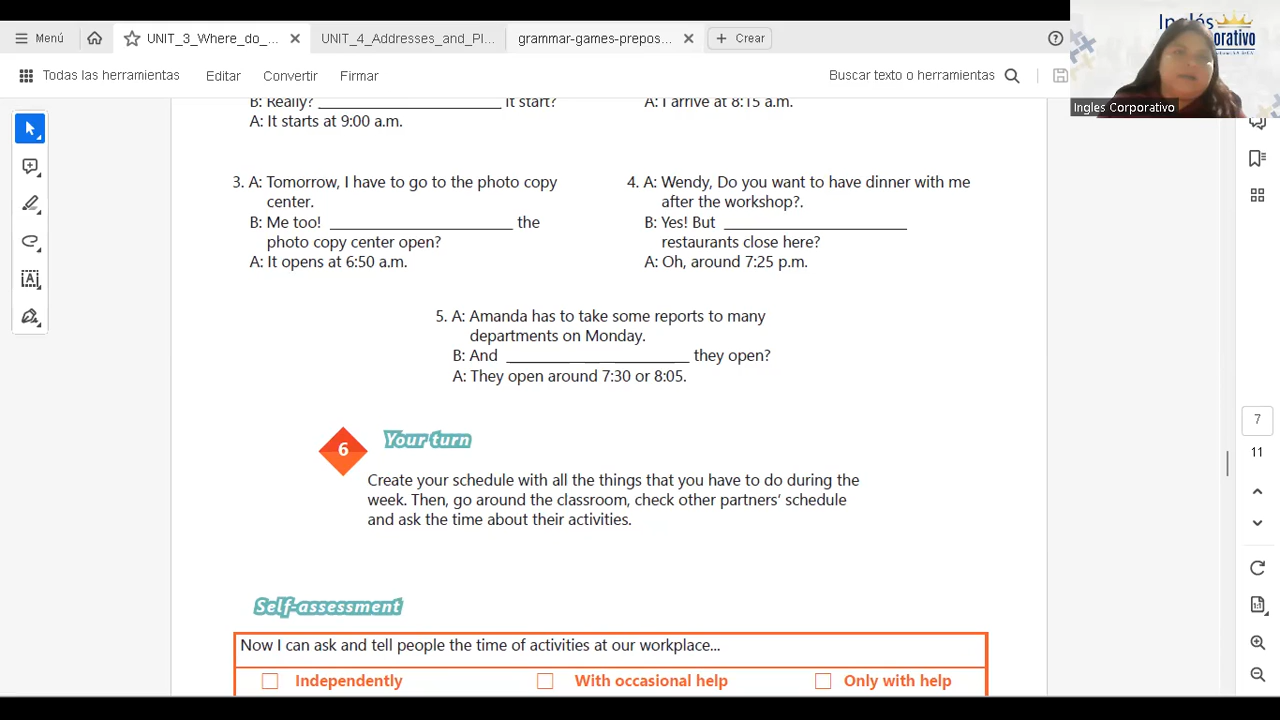 Menú
UNIT_3_Where_do_...
UNIT_4_Addresses_and_Pl...
grammar-games-prepos...
Crear
Todas las herramientas
Editar
Convertir
Firmar
Buscar texto o herramientas
Inglés
orativo
Ingles Corporativo
B: Really? ____________________ it start?
A: It starts at 9:00 a.m.
A: I arrive at 8:15 a.m.
3. A: Tomorrow, I have to go to the photo copy
center.
B: Me too! ____________________ the
photo copy center open?
A: It opens at 6:50 a.m.
4. A: Wendy, Do you want to have dinner with me
after the workshop?.
B: Yes! But ____________________
restaurants close here?
A: Oh, around 7:25 p.m.
5. A: Amanda has to take some reports to many
departments on Monday.
B: And ____________________ they open?
A: They open around 7:30 or 8:05.
6
Your turn
Create your schedule with all the things that you have to do during the
week. Then, go around the classroom, check other partners' schedule
and ask the time about their activities.
Self-assessment
Now I can ask and tell people the time of activities at our workplace...
Independently
With occasional help
Only with help
7
11